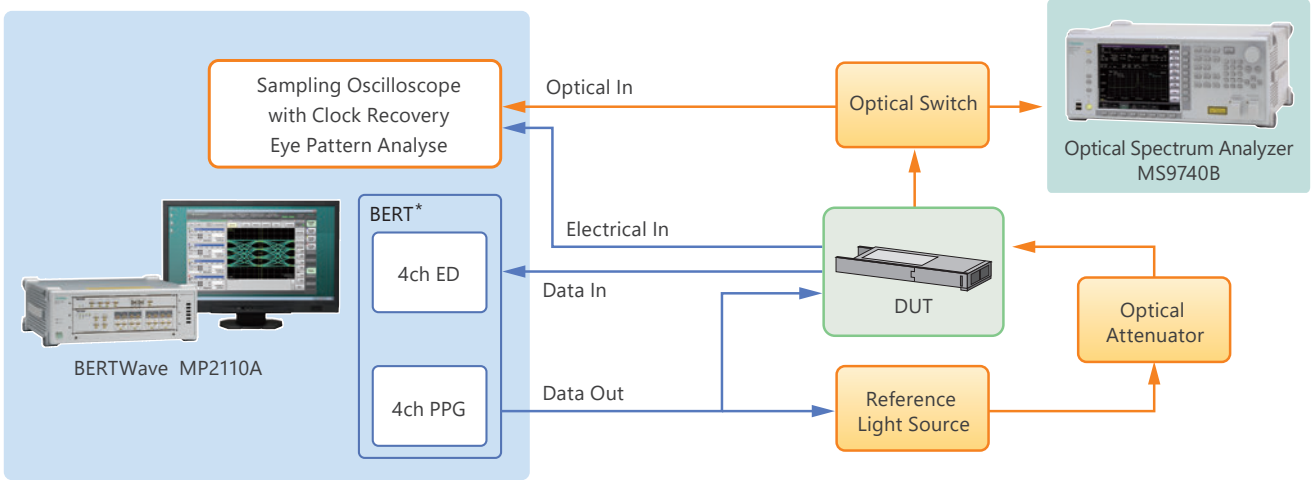 Sampling Oscilloscope
with Clock Recovery
Eye Pattern Analyse
Optical In
Optical Switch
Optical Spectrum Analyzer
MS9740B
BERT*
4ch ED
Electrical In
Data In
DUT
Optical
Attenuator
BERTWave MP2110A
4ch PPG
Data Out
Reference
Light Source